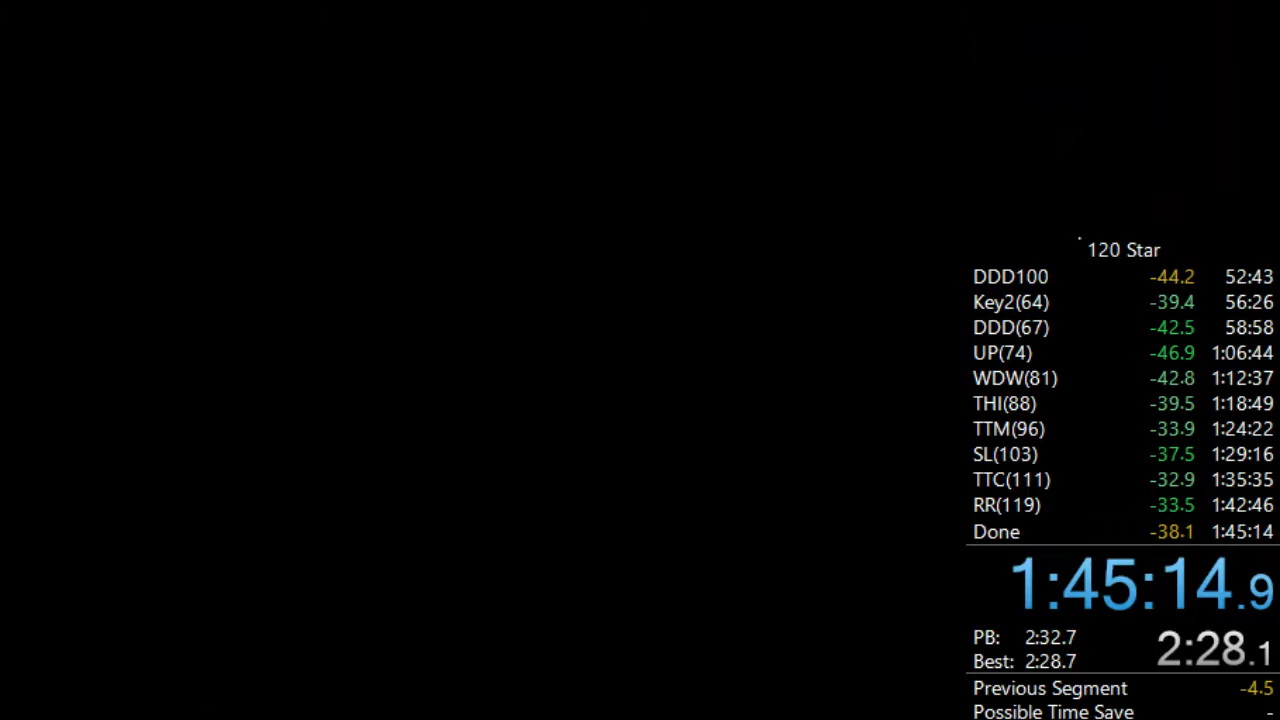 120 Star
DDD100 -44.2 52:43
Key2(64) -39.4 56:26
DDD(67) -42.5 58:58
UP(74) -46.9 1:06:44
WDW(81) -42.8 1:12:37
THI(88) -39.5 1:18:49
TTM(96) -33.9 1:24:22
SL(103) -37.5 1:29:16
TTC(111) -32.9 1:35:35
RR(119) -33.5 1:42:46
Done -38.1 1:45:14
1:45:14.9
PB: 2:32.7 2:28.1
Best: 2:28.7
Previous Segment -4.5
Possible Time Save -